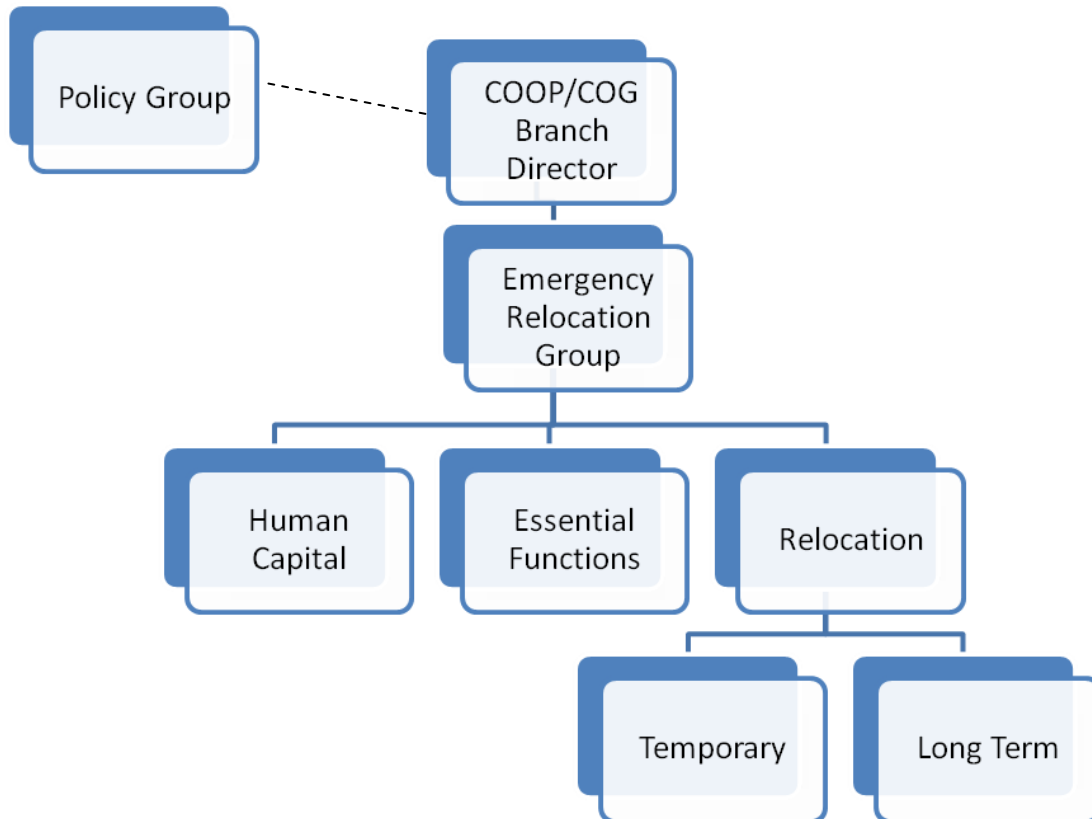 Policy Group
COOP/COG
Branch
Director
Emergency
Relocation
Group
Human
Capital
Essential
Functions
Relocation
Temporary
Long Term